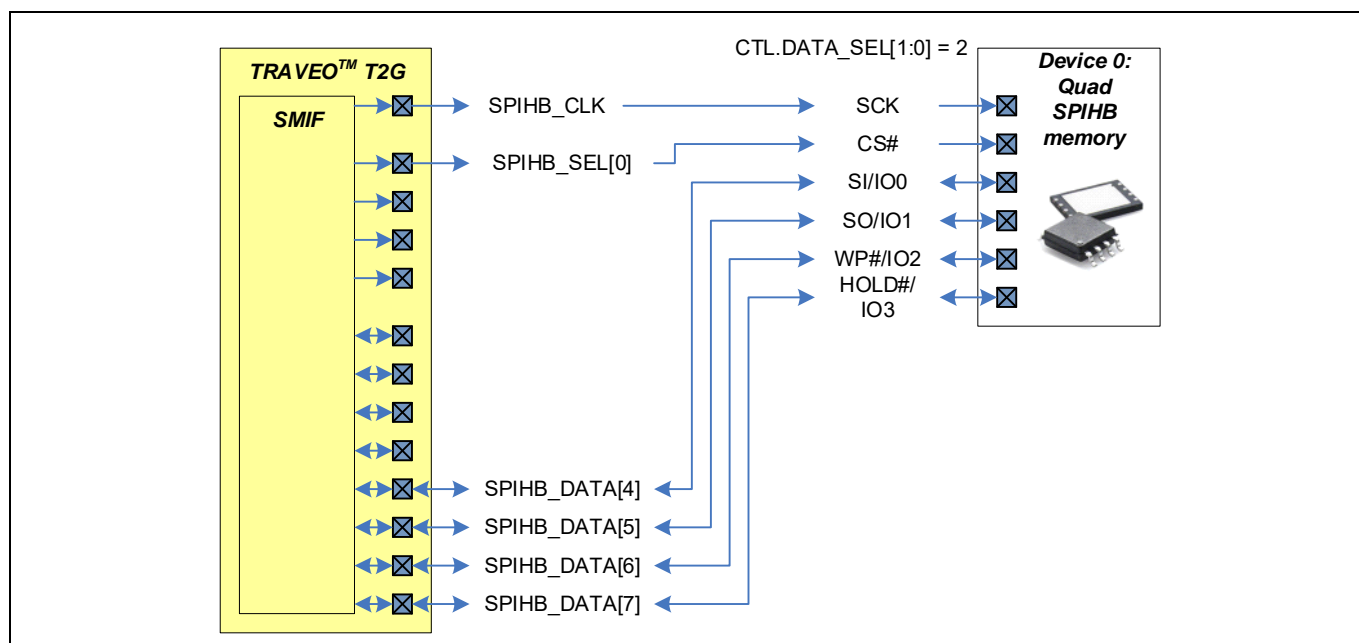 CTL.DATA_SEL[1:0] = 2
TRAVEO™ T2G
SMIF
SPIHB_CLK
SPIHB_SEL[0]
SPIHB_DATA[4]
SPIHB_DATA[5]
SPIHB_DATA[6]
SPIHB_DATA[7]
SCK
CS#
SI/IO0
SO/IO1
WP#/IO2
HOLD#/
IO3
Device 0:
Quad
SPIHB
memory